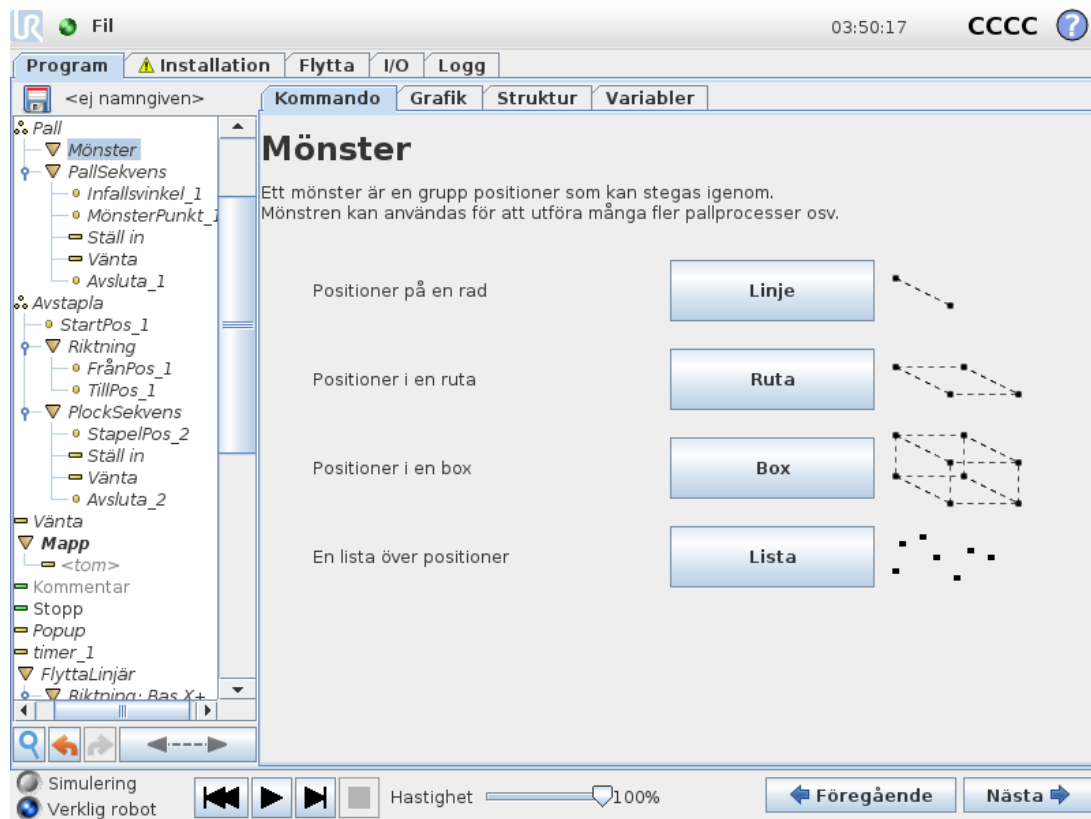 UR Fil 03:50:17 CCCC ?
Program Installation Flytta I/O Logg
<ej namngiven>
Kommando Grafik Struktur Variabler
Pall
Mönster
PallSekvens
Infallsvinkel_1
MönsterPunkt_1
Ställ in
Vänta
Avsluta_1
Avstapla
StartPos_1
Riktning
FrånPos_1
TillPos_1
PlockSekvens
StapelPos_2
Ställ in
Vänta
Avsluta_2
Vänta
Mapp
<tom>
Kommentar
Stopp
Popup
timer_1
FlyttaLinjär
Riktning: Bas X+
Mönster
Ett mönster är en grupp positioner som kan stegas igenom.
Mönstren kan användas för att utföra många fler pallprocesser osv.
Positioner på en rad Linje
Positioner i en ruta Ruta
Positioner i en box Box
En lista över positioner Lista
Simulering
Verklig robot
Hastighet 100%
Föregående Nästa